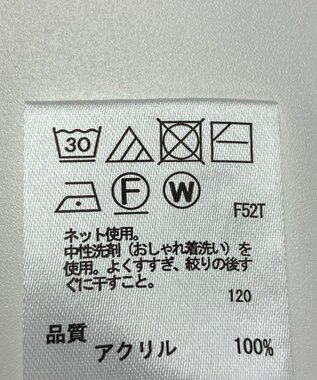 30
F W F52T
ネット使用。
中性洗剤（おしゃれ着洗い）を
使用。よくすすぎ、絞りの後す
ぐに干すこと。
120
品質
アクリル 100%